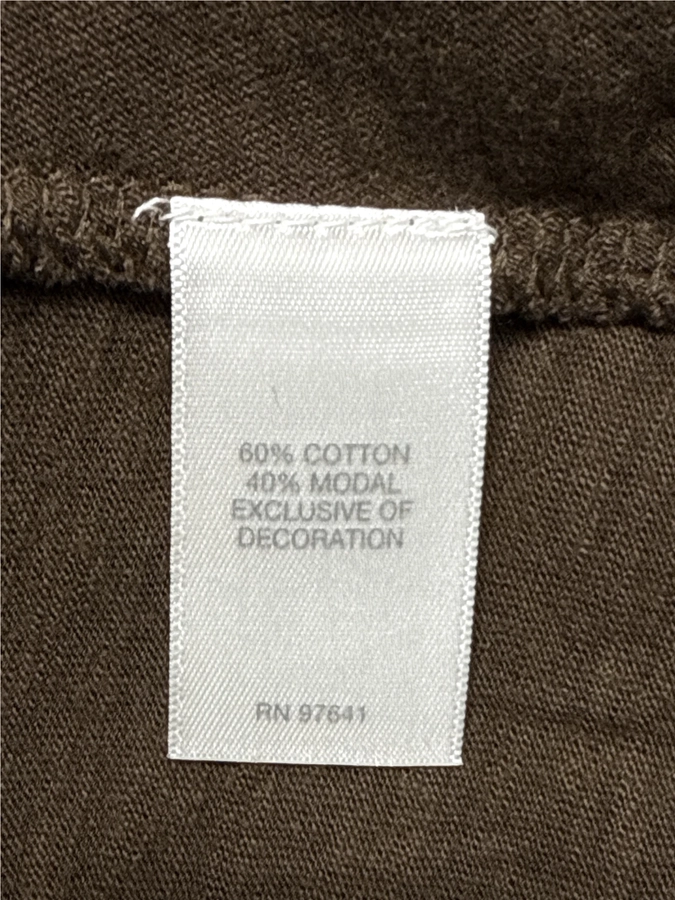 60% COTTON
40% MODAL
EXCLUSIVE OF
DECORATION
RN 97641